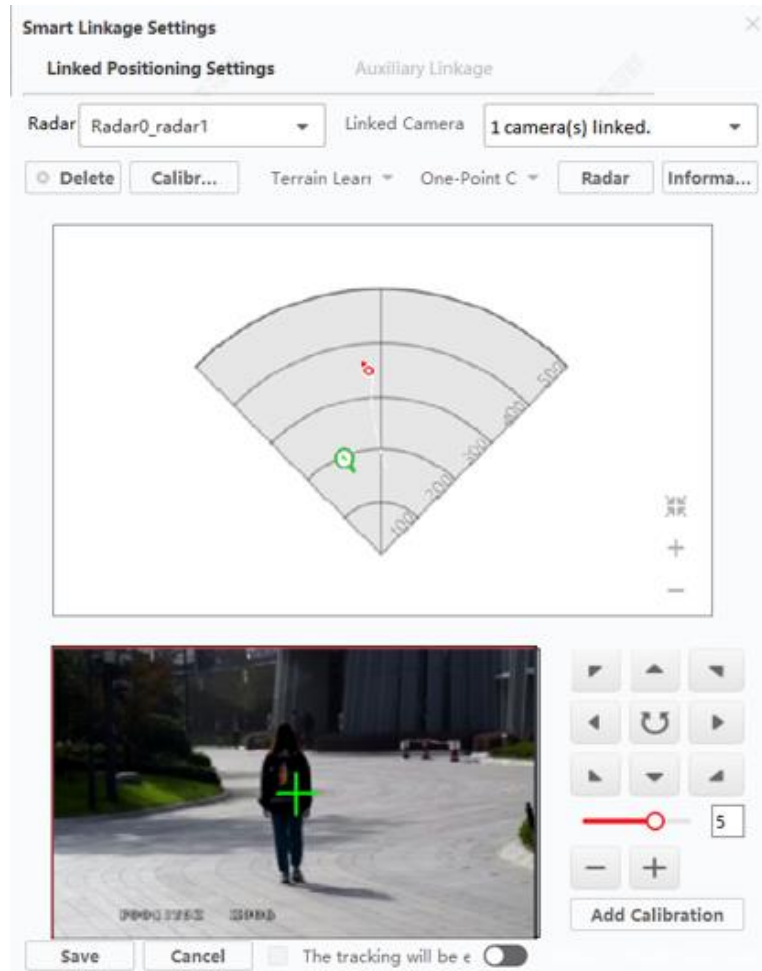 Smart Linkage Settings
Linked Positioning Settings Auxiliary Linkage
Radar Radar0_radar1 Linked Camera 1 camera(s) linked.
Delete Calibr... Terrain Learr One-Point C Radar Informa...
500
400
300
200
100
5
Add Calibration
Save Cancel The tracking will be e